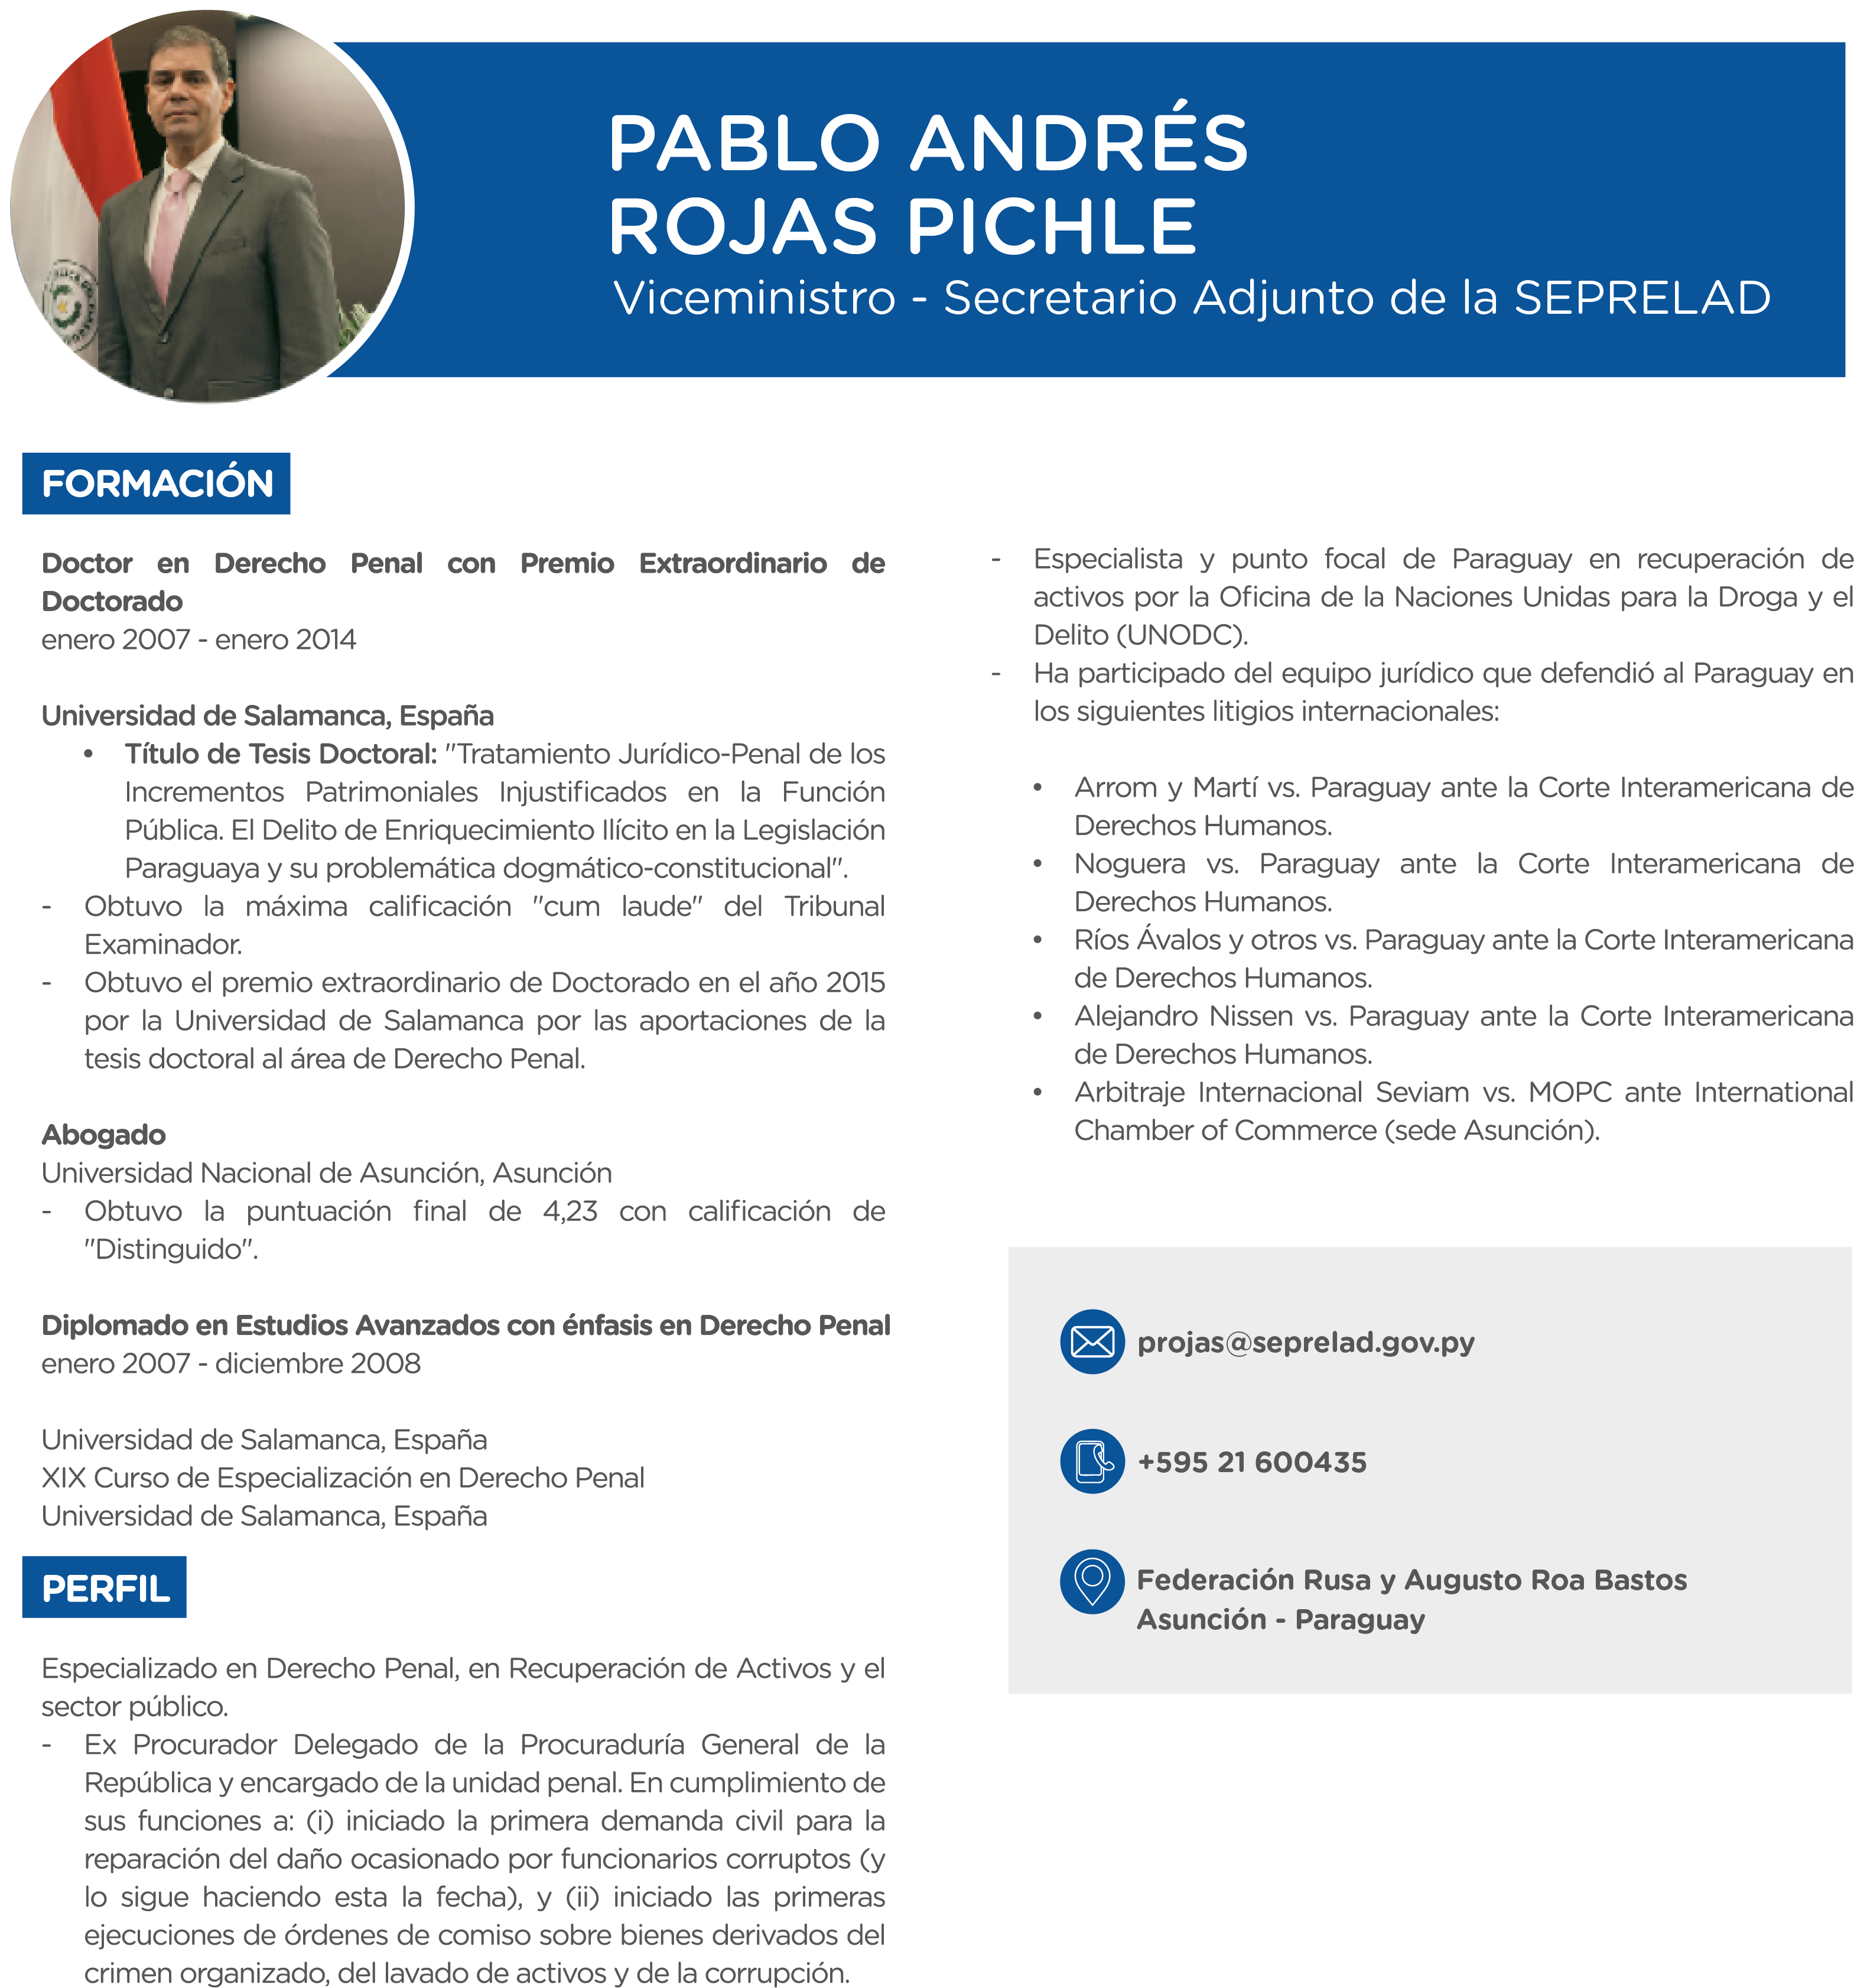 PABLO ANDRÉS
ROJAS PICHLE
Viceministro - Secretario Adjunto de la SEPRELAD
FORMACIÓN
Doctor en Derecho Penal con Premio Extraordinario de
Doctorado
enero 2007 - enero 2014
Universidad de Salamanca, España
• Título de Tesis Doctoral: "Tratamiento Jurídico-Penal de los
Incrementos Patrimoniales Injustificados en la Función
Pública. El Delito de Enriquecimiento Ilícito en la Legislación
Paraguaya y su problemática dogmático-constitucional".
- Obtuvo la máxima calificación "cum laude" del Tribunal
Examinador.
- Obtuvo el premio extraordinario de Doctorado en el año 2015
por la Universidad de Salamanca por las aportaciones de la
tesis doctoral al área de Derecho Penal.
Abogado
Universidad Nacional de Asunción, Asunción
- Obtuvo la puntuación final de 4,23 con calificación de
"Distinguido".
Diplomado en Estudios Avanzados con énfasis en Derecho Penal
enero 2007 - diciembre 2008
Universidad de Salamanca, España
XIX Curso de Especialización en Derecho Penal
Universidad de Salamanca, España
PERFIL
Especializado en Derecho Penal, en Recuperación de Activos y el
sector público.
- Ex Procurador Delegado de la Procuraduría General de la
República y encargado de la unidad penal. En cumplimiento de
sus funciones a: (i) iniciado la primera demanda civil para la
reparación del daño ocasionado por funcionarios corruptos (y
lo sigue haciendo esta la fecha), y (ii) iniciado las primeras
ejecuciones de órdenes de comiso sobre bienes derivados del
crimen organizado, del lavado de activos y de la corrupción.
- Especialista y punto focal de Paraguay en recuperación de
activos por la Oficina de la Naciones Unidas para la Droga y el
Delito (UNODC).
- Ha participado del equipo jurídico que defendió al Paraguay en
los siguientes litigios internacionales:
• Arrom y Martí vs. Paraguay ante la Corte Interamericana de
Derechos Humanos.
• Noguera vs. Paraguay ante la Corte Interamericana de
Derechos Humanos.
• Ríos Ávalos y otros vs. Paraguay ante la Corte Interamericana
de Derechos Humanos.
• Alejandro Nissen vs. Paraguay ante la Corte Interamericana
de Derechos Humanos.
• Arbitraje Internacional Seviam vs. MOPC ante International
Chamber of Commerce (sede Asunción).
projas@seprelad.gov.py
+595 21 600435
Federación Rusa y Augusto Roa Bastos
Asunción - Paraguay